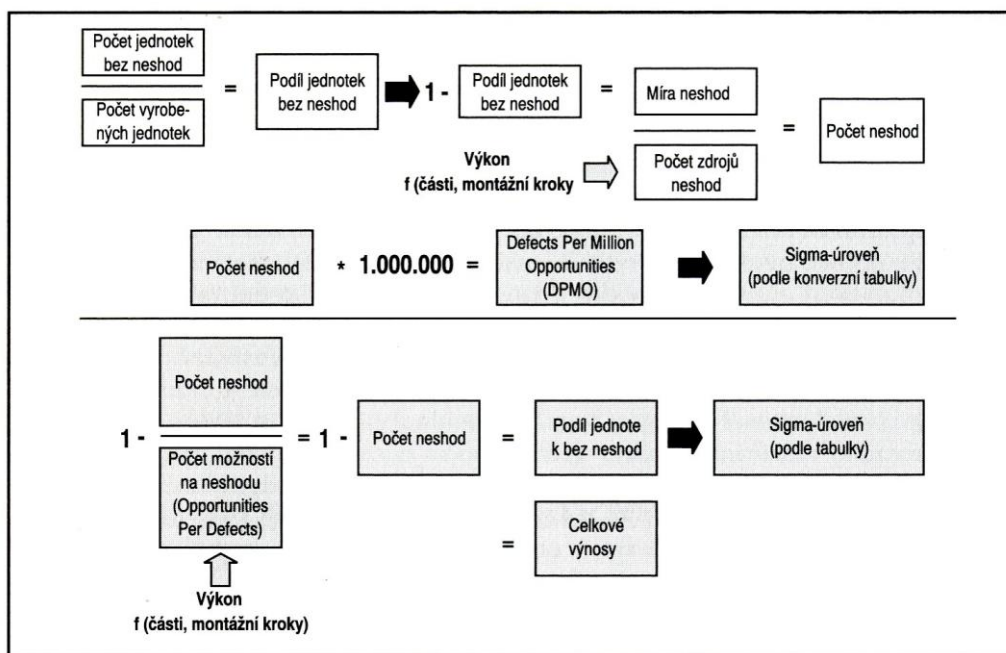 Počet jednotek
bez neshod
Počet vyrobe-
ných jednotek
=
Podíl jednotek
bez neshod
1 -
Podíl jednotek
bez neshod
=
Míra neshod
Počet zdrojů
neshod
=
Počet neshod
Výkon
f (části, montážní kroky
Počet neshod
* 1.000.000 =
Defects Per Million
Opportunities
(DPMO)
Sigma-úroveň
(podle konverzní tabulky)
1 -
Počet neshod
Počet možností
na neshodu
(Opportunities
Per Defects)
= 1 -
Počet neshod
=
Podíl jednote
k bez neshod
Sigma-úroveň
(podle tabulky)
=
Celkové
výnosy
Výkon
f (části, montážní kroky)